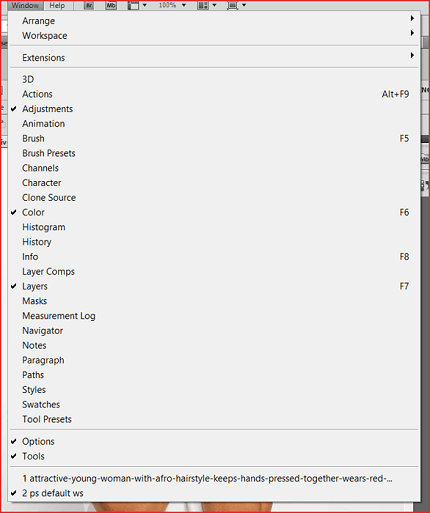 Window Help Br Mb 100%
Arrange
Workspace
Extensions
3D
Actions Alt+F9
Adjustments
Animation
Brush F5
Brush Presets
Channels
Character
Clone Source
Color F6
Histogram
History
Info F8
Layer Comps
Layers F7
Masks
Measurement Log
Navigator
Notes
Paragraph
Paths
Styles
Swatches
Tool Presets
Options
Tools
1 attractive-young-woman-with-afro-hairstyle-keeps-hands-pressed-together-wears-red-...
2 ps default ws